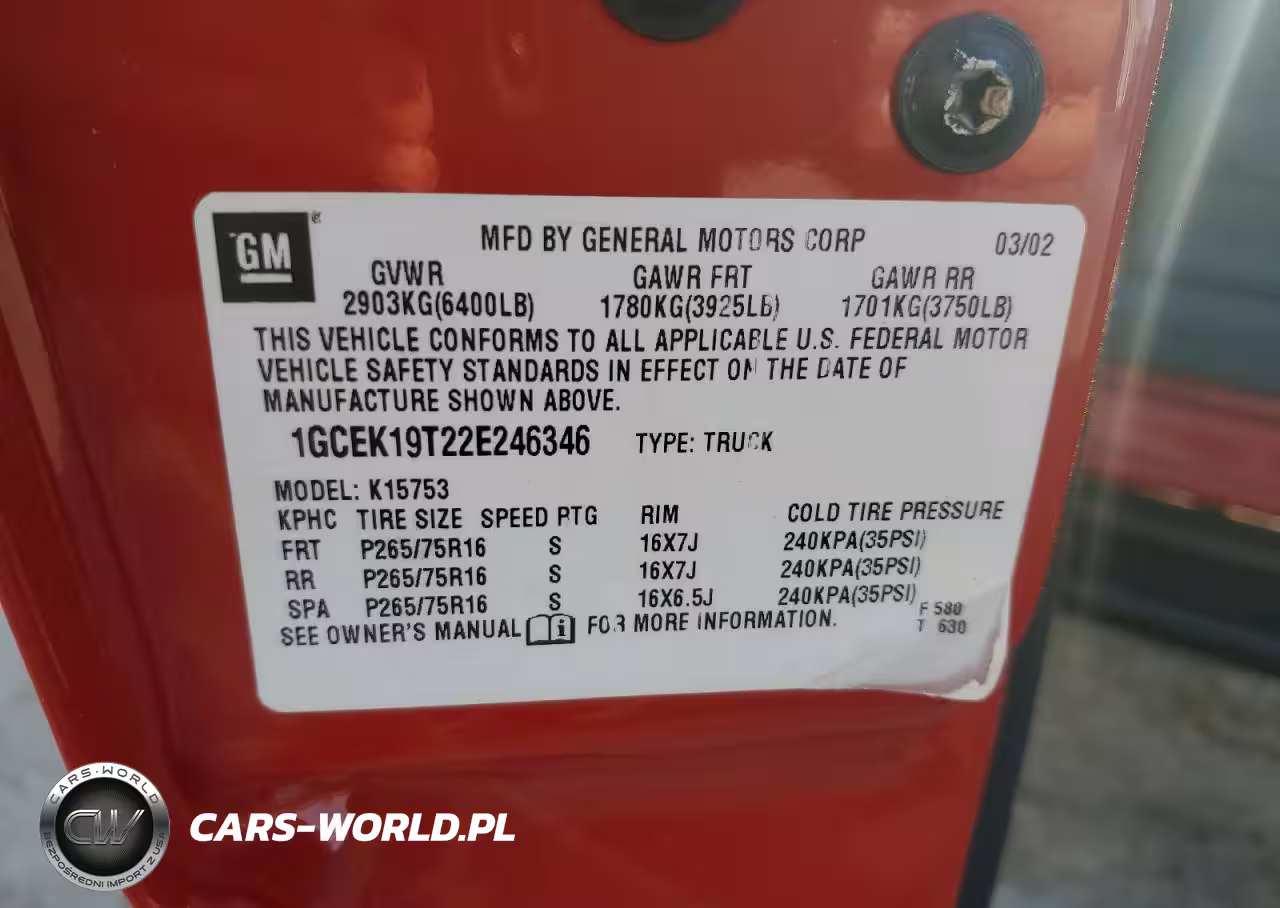 GM
MFD BY GENERAL MOTORS CORP 03/02
GVWR GAWR FRT GAWR RR
2903KG(6400LB) 1780KG(3925LB) 1701KG(3750LB)
THIS VEHICLE CONFORMS TO ALL APPLICABLE U.S. FEDERAL MOTOR
VEHICLE SAFETY STANDARDS IN EFFECT ON THE DATE OF
MANUFACTURE SHOWN ABOVE.
1GCEK19T22E246346 TYPE: TRUCK
MODEL: K15753
KPHC TIRE SIZE SPEED RTG RIM COLD TIRE PRESSURE
FRT P265/75R16 S 16X7J 240KPA(35PSI)
RR P265/75R16 S 16X7J 240KPA(35PSI)
SPA P265/75R16 S 16X6.5J 240KPA(35PSI)
SEE OWNER'S MANUAL i FOR MORE INFORMATION.
F 580
T 630
CARS-WORLD
CW
BEZPOŚREDNI IMPORT Z USA
CARS-WORLD.PL